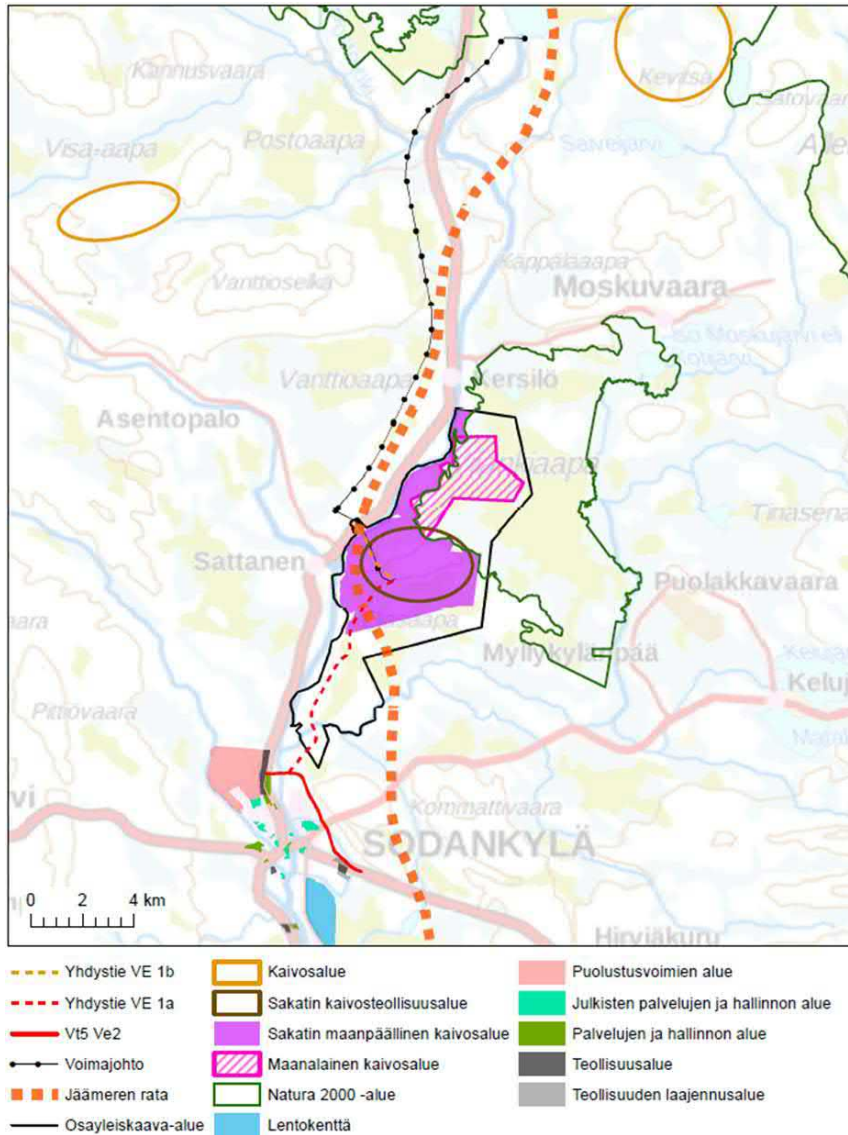 Kannusvaara
Kevitsa
Visa-aapa
Postoaapa
Satovaar
Saiveljärvi
Vanttioselkä
Käppäläaapa
Moskuvaara
Vanttioaapa
Kersilö
Asentopalo
Sattanen
Puolakkavaara
Myllykylänpää
Keluj
Pittiövaara
Kommattivaara
SODANKYLÄ
0 2 4 km
Hirviäkuru
Yhdystie VE 1b
Yhdystie VE 1a
Vt5 Ve2
Voimajohto
Jäämeren rata
Osayleiskaava-alue
Kaivosalue
Sakatin kaivosteollisuusalue
Sakatin maanpäällinen kaivosalue
Maanalainen kaivosalue
Natura 2000 -alue
Lentokenttä
Puolustusvoimien alue
Julkisten palvelujen ja hallinnon alue
Palvelujen ja hallinnon alue
Teollisuusalue
Teollisuuden laajennusalue